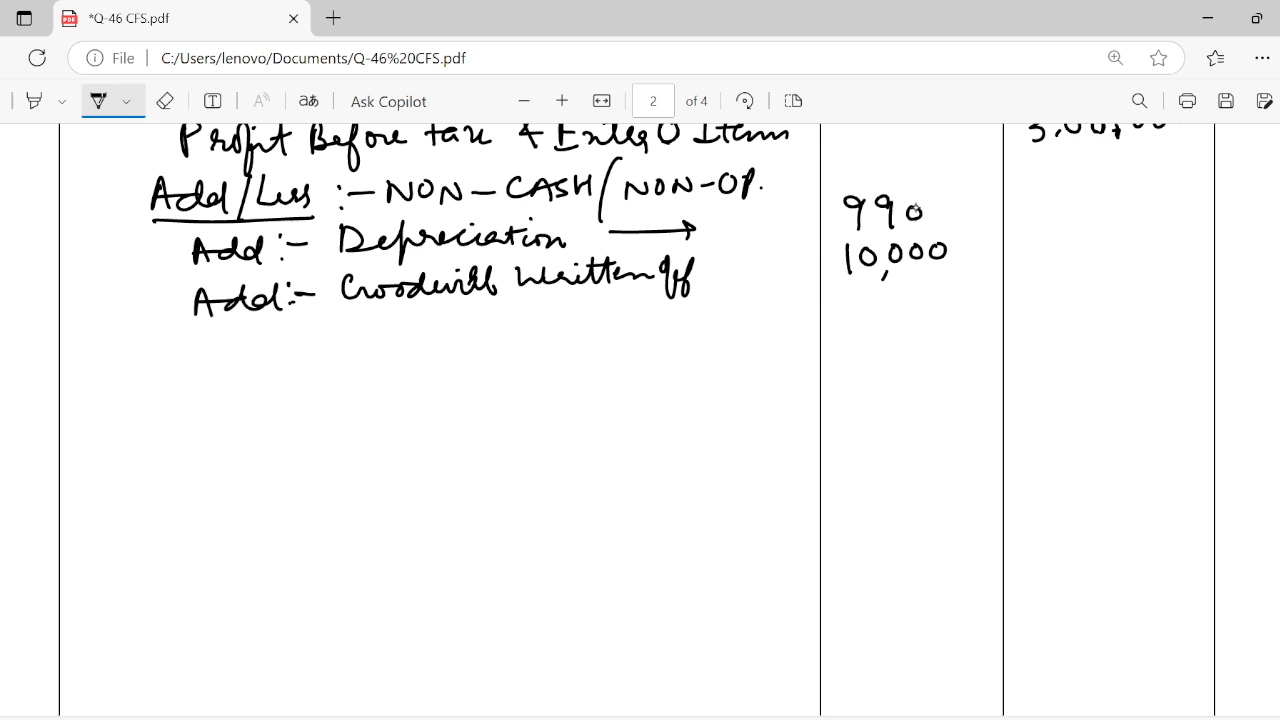 *Q-46 CFS.pdf
File
C:/Users/lenovo/Documents/Q-46%20CFS.pdf
Ask Copilot
2 of 4
Profit Before tax & Extra O Items
Add/Less :- NON-CASH/NON-OP.
Add:- Depreciation 990
Add:- Goodwill Written off 10,000